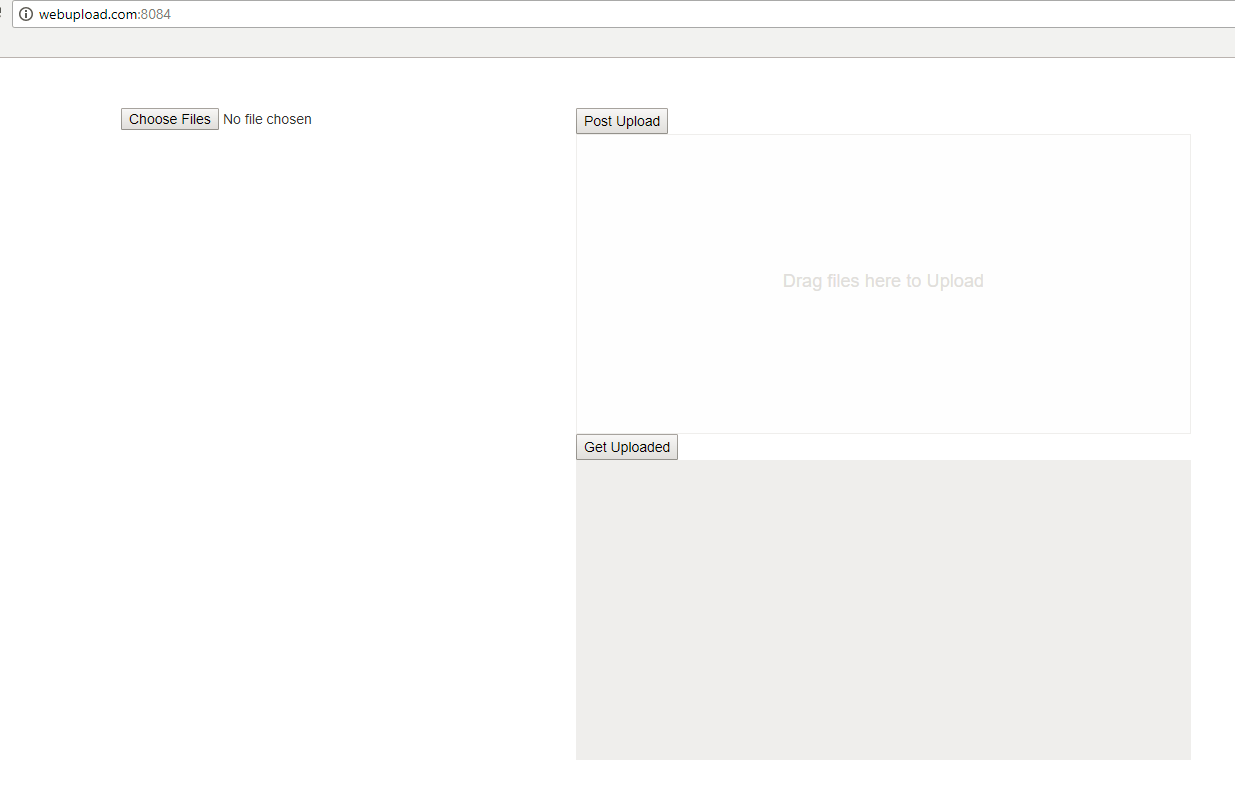 webupload.com:8084
Choose Files No file chosen
Post Upload
Drag files here to Upload
Get Uploaded